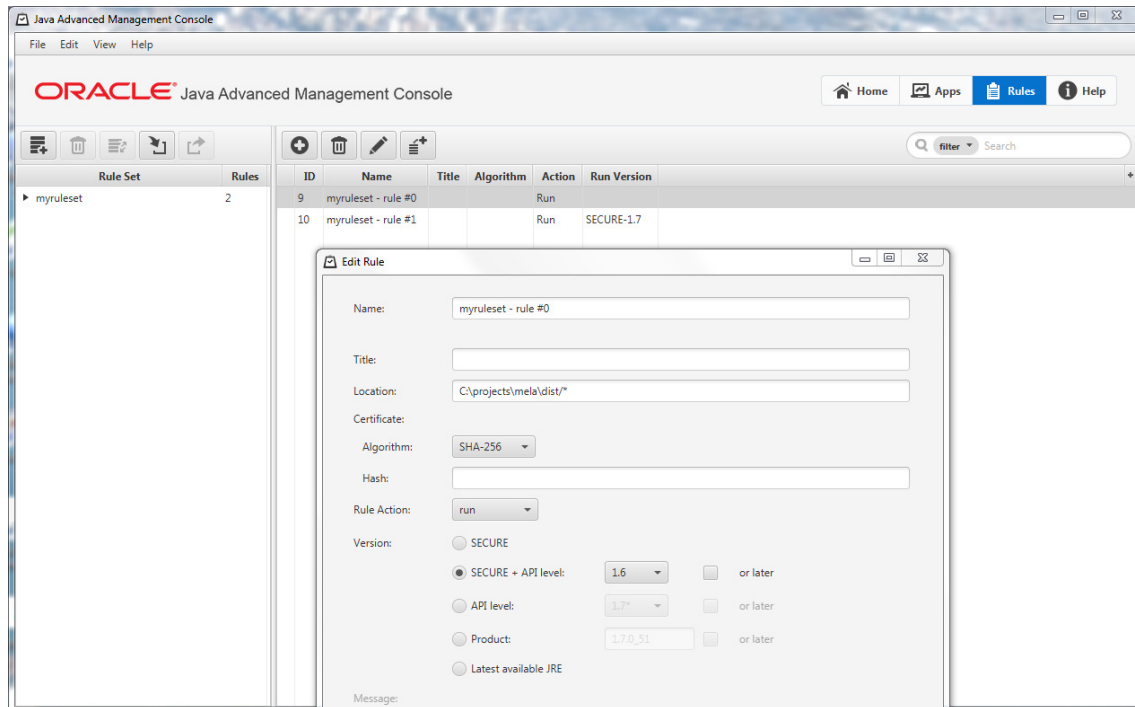 Java Advanced Management Console
File Edit View Help
ORACLE Java Advanced Management Console
Home Apps Rules Help
filter Search
Rule Set Rules ID Name Title Algorithm Action Run Version +
myruleset 2 9 myruleset - rule #0 Run
10 myruleset - rule #1 Run SECURE-1.7
Edit Rule
Name: myruleset - rule #0
Title:
Location: C:\projects\mela\dist/*
Certificate:
Algorithm: SHA-256
Hash:
Rule Action: run
Version: SECURE
SECURE + API level: 1.6 or later
API level: 1.7* or later
Product: 1.7.0_51 or later
Latest available JRE
Message: